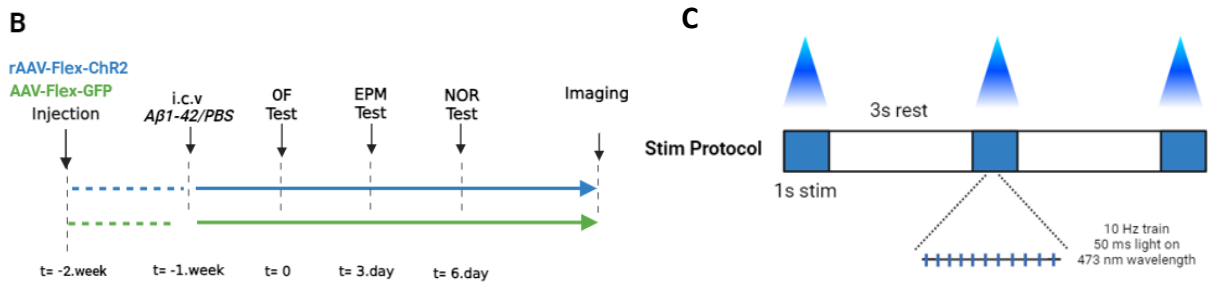 B
rAAV-Flex-ChR2
AAV-Flex-GFP
Injection
i.c.v
Aβ1-42/PBS
OF
Test
EPM
Test
NOR
Test
Imaging
t= -2.week
t= -1.week
t= 0
t= 3.day
t= 6.day
C
3s rest
Stim Protocol
1s stim
10 Hz train
50 ms light on
473 nm wavelength